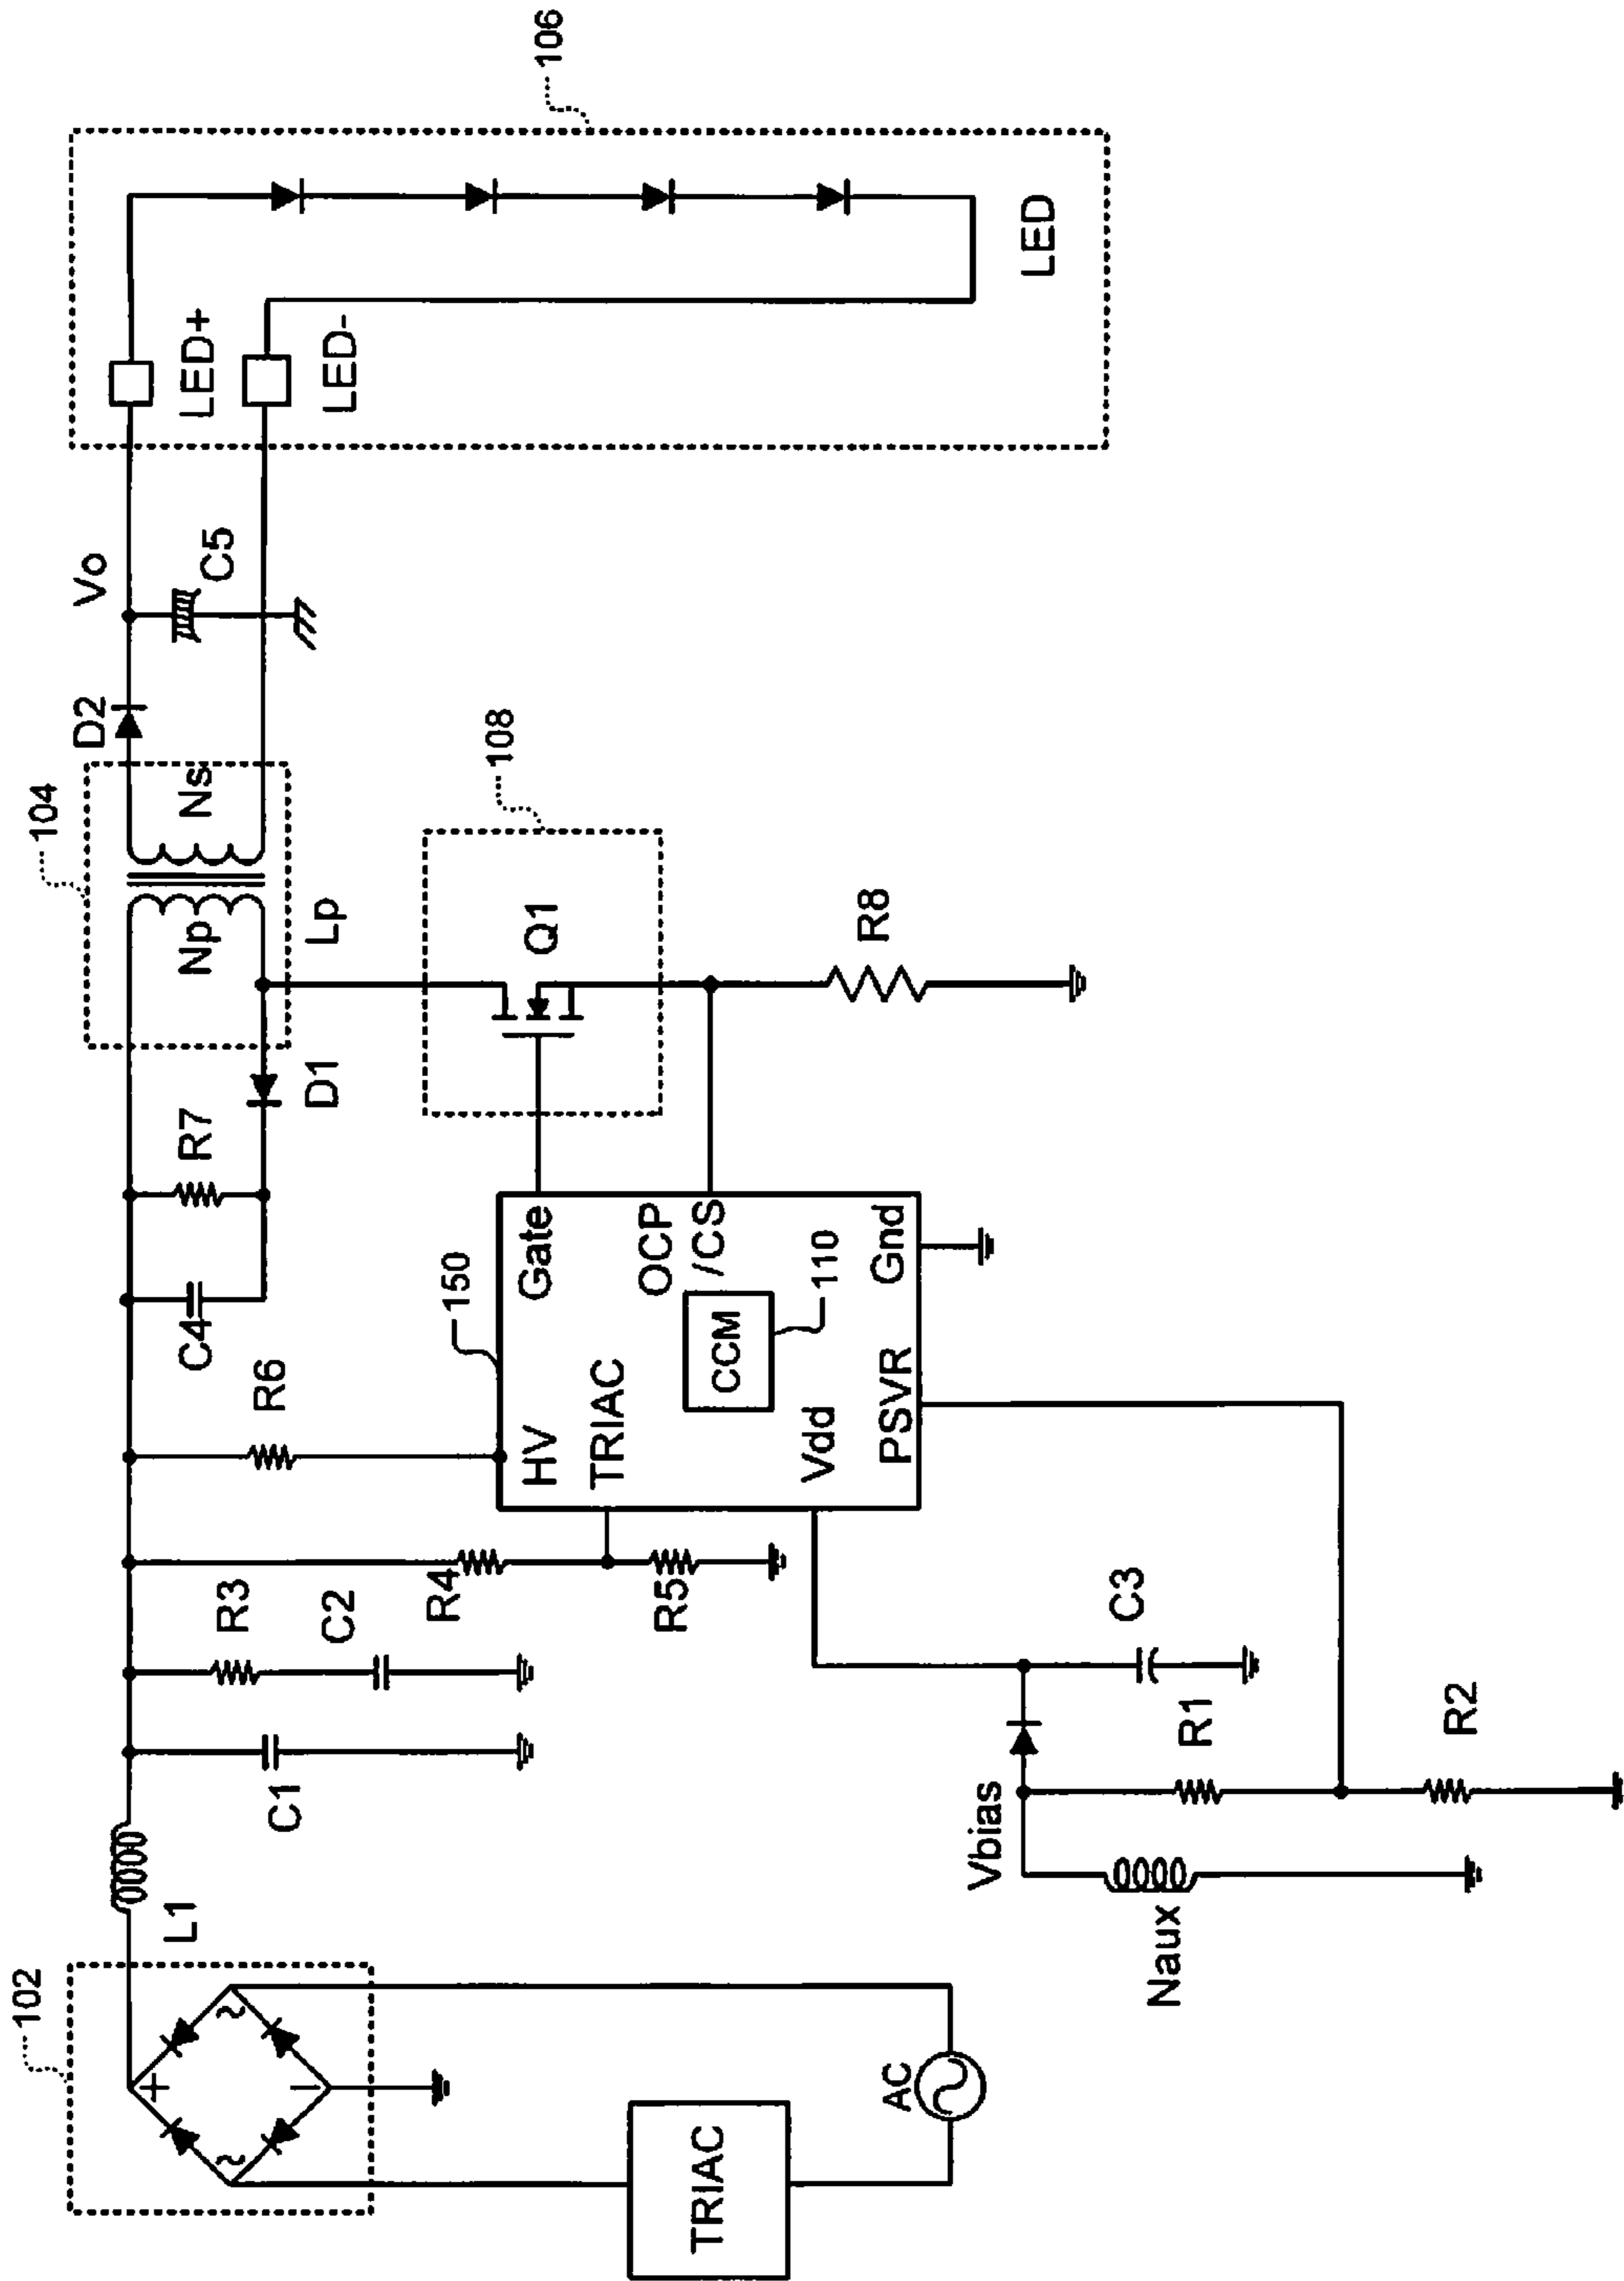 102
L1
C1
R3
C2
R4
R5
R6
C4
R7
D1
104
Np
Ns
Lp
D2
Vo
C5
LED+
LED-
106
LED
108
Q1
R8
150
HV
Gate
TRIAC
OCP
/CS
CCM
110
Vdd
PSVR
Gnd
TRIAC
AC
Vbias
Naux
R1
C3
R2
+
−
~
~